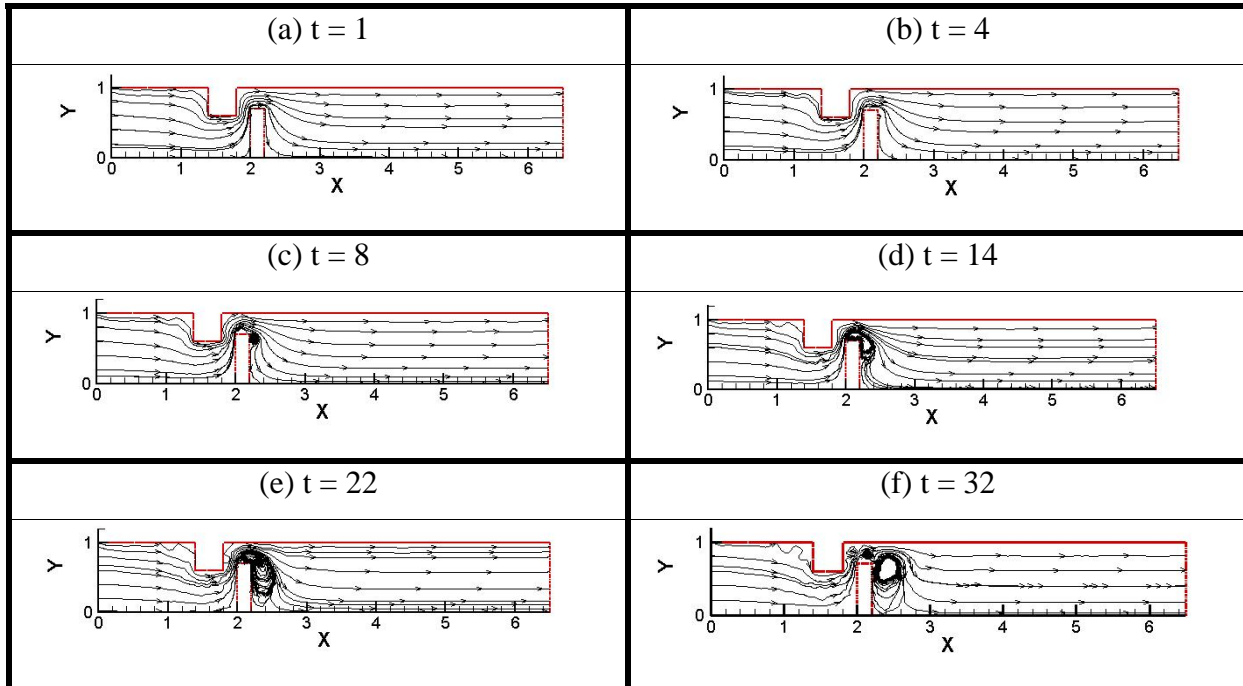 (a) t = 1
(b) t = 4
1
Y
0
0 1 2 3 4 5 6
X
1
Y
0
0 1 2 3 4 5 6
X
(c) t = 8
(d) t = 14
1
Y
0
0 1 2 3 4 5 6
X
1
Y
0
0 1 2 3 4 5 6
X
(e) t = 22
(f) t = 32
1
Y
0
0 1 2 3 4 5 6
X
1
Y
0
0 1 2 3 4 5 6
X